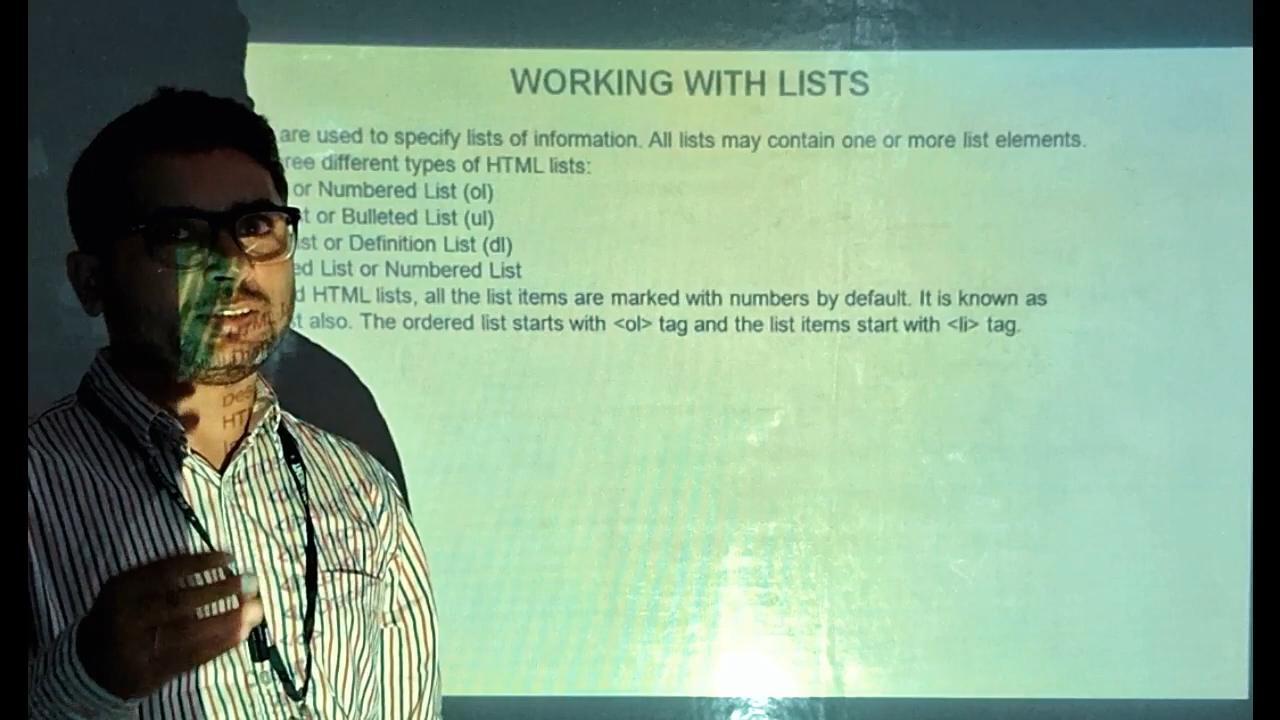 WORKING WITH LISTS
are used to specify lists of information. All lists may contain one or more list elements.
ree different types of HTML lists:
or Numbered List (ol)
t or Bulleted List (ul)
st or Definition List (dl)
ed List or Numbered List
d HTML lists, all the list items are marked with numbers by default. It is known as
t also. The ordered list starts with <ol> tag and the list items start with <li> tag.